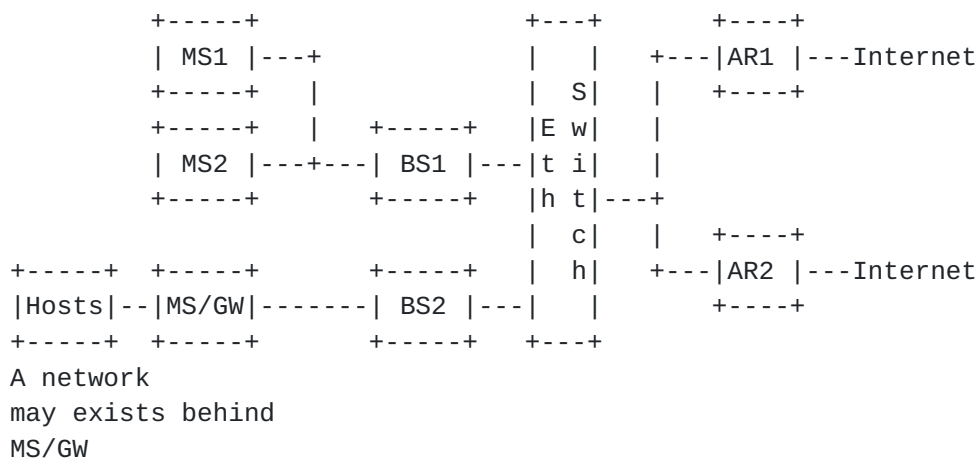 +-----+                +---+      +----+
         | MS1 |---+            |   |   +---|AR1 |---Internet
         +-----+   |            |  S|   |   +----+
         +-----+   |   +-----+  |E w|   |
         | MS2 |---+---| BS1 |---|t i|   |
         +-----+       +-----+  |h t|---+
                                |  c|   |   +----+
+-----+  +-----+       +-----+  |  h|   +---|AR2 |---Internet
|Hosts|--|MS/GW|-------| BS2 |---|   |       +----+
+-----+  +-----+       +-----+  +---+
A network
may exists behind
MS/GW